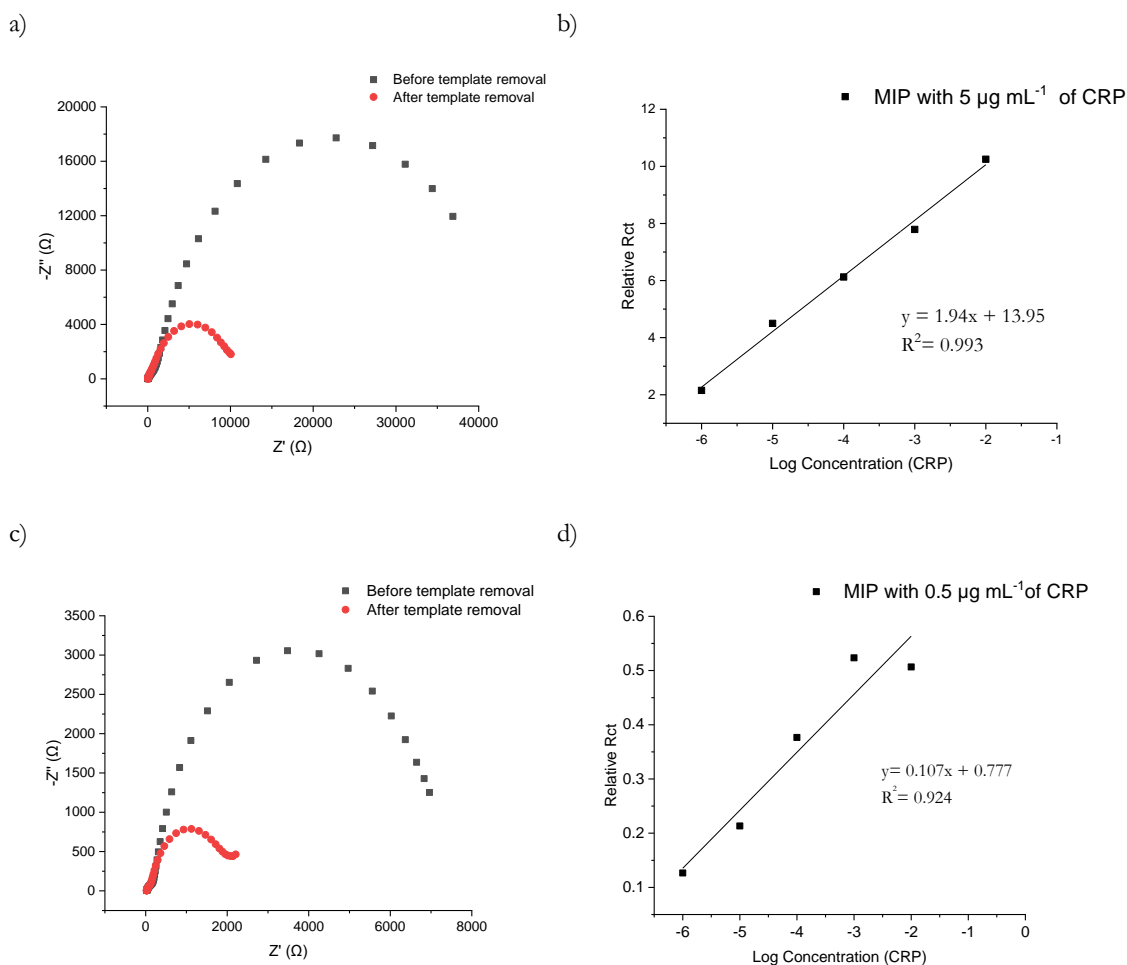 a)
Before template removal
After template removal
20000
16000
12000
8000
4000
0
-Z'' (Ω)
0 10000 20000 30000 40000
Z' (Ω)
b)
MIP with 5 µg mL⁻¹ of CRP
12
10
8
6
4
2
Relative Rct
y = 1.94x + 13.95
R²= 0.993
-6 -5 -4 -3 -2 -1
Log Concentration (CRP)
c)
Before template removal
After template removal
3500
3000
2500
2000
1500
1000
500
0
-Z'' (Ω)
0 2000 4000 6000 8000
Z' (Ω)
d)
MIP with 0.5 µg mL⁻¹of CRP
0.6
0.5
0.4
0.3
0.2
0.1
Relative Rct
y= 0.107x + 0.777
R²= 0.924
-6 -5 -4 -3 -2 -1 0
Log Concentration (CRP)